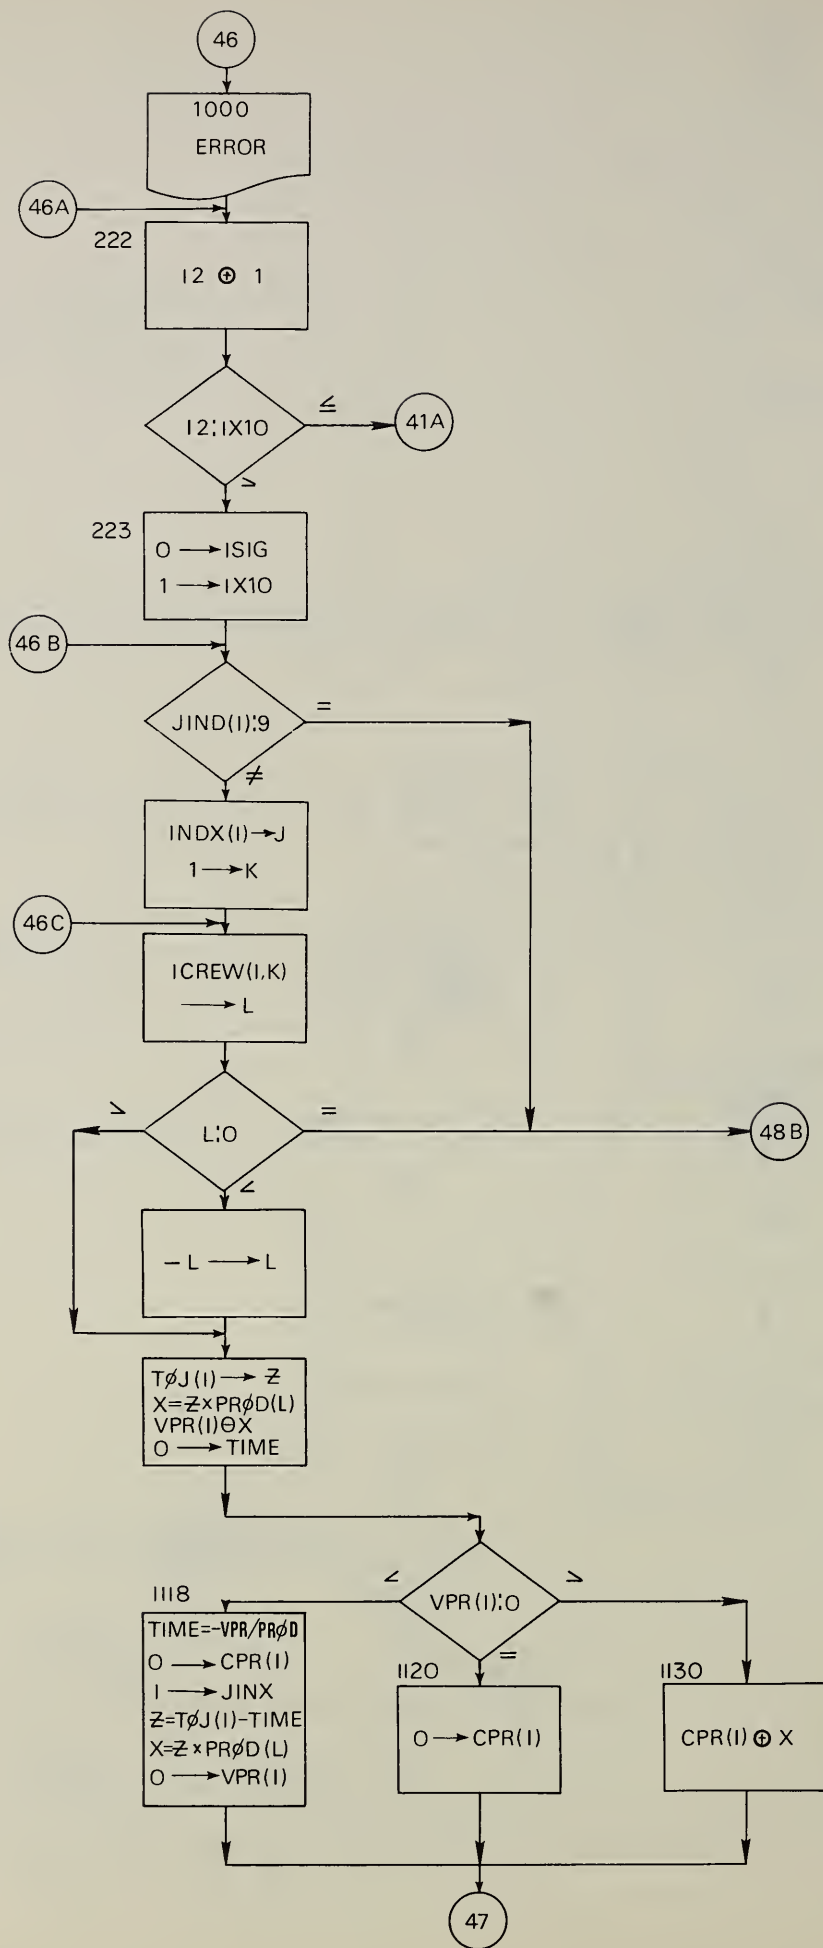 46
1000
ERROR
46A
222
I2 ⊕ 1
I2:IX10
≤
41A
>
223
0 → ISIG
1 → IX10
46 B
JIND(I):9
=
≠
INDX(I)→J
1→K
46C
ICREW(I,K)
→ L
>
L:0
=
48 B
<
−L → L
TØJ(I) → Z
X=Z×PRØD(L)
VPR(I)⊖X
0 → TIME
<
VPR(I):0
>
=
1118
TIME=-VPR/PRØD
0 → CPR(I)
1 → JINX
Z=TØJ(I)-TIME
X=Z×PRØD(L)
0 → VPR(I)
1120
0 → CPR(I)
1130
CPR(I) ⊕ X
47